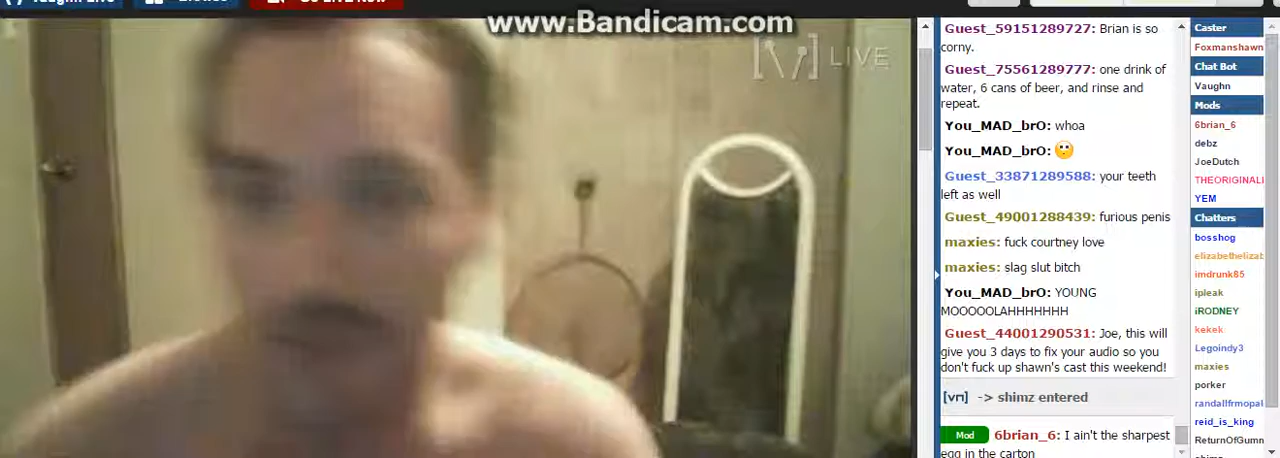 www.Bandicam.com
LIVE
Guest_59151289727: Brian is so
corny.
Guest_75561289777: one drink of
water, 6 cans of beer, and rinse and
repeat.
You_MAD_brO: whoa
You_MAD_brO:
Guest_33871289588: your teeth
left as well
Guest_49001288439: furious penis
maxies: fuck courtney love
maxies: slag slut bitch
You_MAD_brO: YOUNG
MOOOOOLAHHHHHHH
Guest_44001290531: Joe, this will
give you 3 days to fix your audio so you
don't fuck up shawn's cast this weekend!
[vn] -> shimz entered
Mod 6brian_6: I ain't the sharpest
egg in the carton
Caster
Foxmanshawn
Chat Bot
Vaughn
Mods
6brian_6
debz
JoeDutch
THEORIGINALI
YEM
Chatters
bosshog
elizabethelizab
imdrunk85
ipleak
iRODNEY
kekek
Legoindy3
maxies
porker
randallfrmopal
reid_is_king
ReturnOfGumn